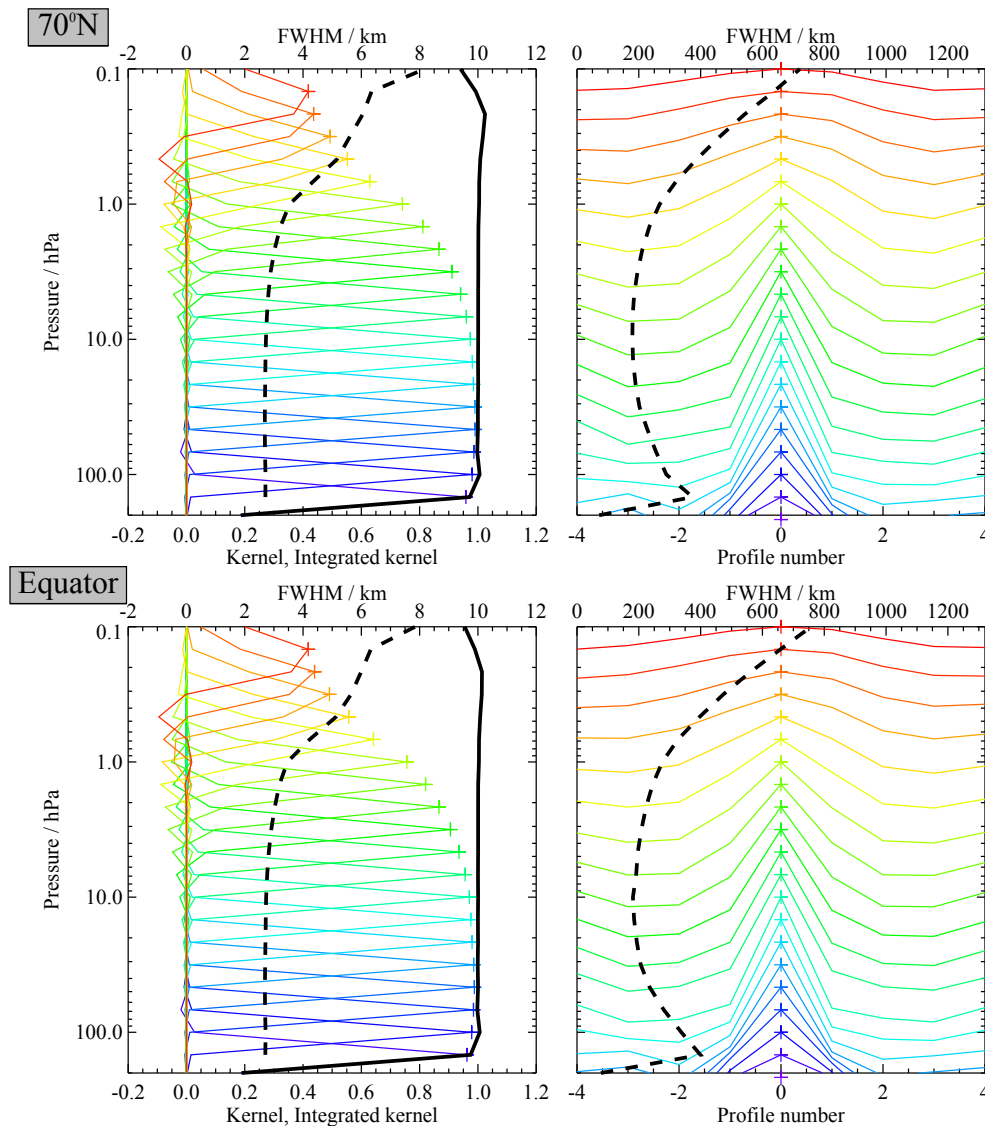 70⁰N
FWHM / km
-2 0 2 4 6 8 10 12
0.1
1.0
10.0
100.0
Pressure / hPa
-0.2 0.0 0.2 0.4 0.6 0.8 1.0 1.2
Kernel, Integrated kernel
FWHM / km
0 200 400 600 800 1000 1200
-4 -2 0 2 4
Profile number
Equator
FWHM / km
-2 0 2 4 6 8 10 12
0.1
1.0
10.0
100.0
Pressure / hPa
-0.2 0.0 0.2 0.4 0.6 0.8 1.0 1.2
Kernel, Integrated kernel
FWHM / km
0 200 400 600 800 1000 1200
-4 -2 0 2 4
Profile number